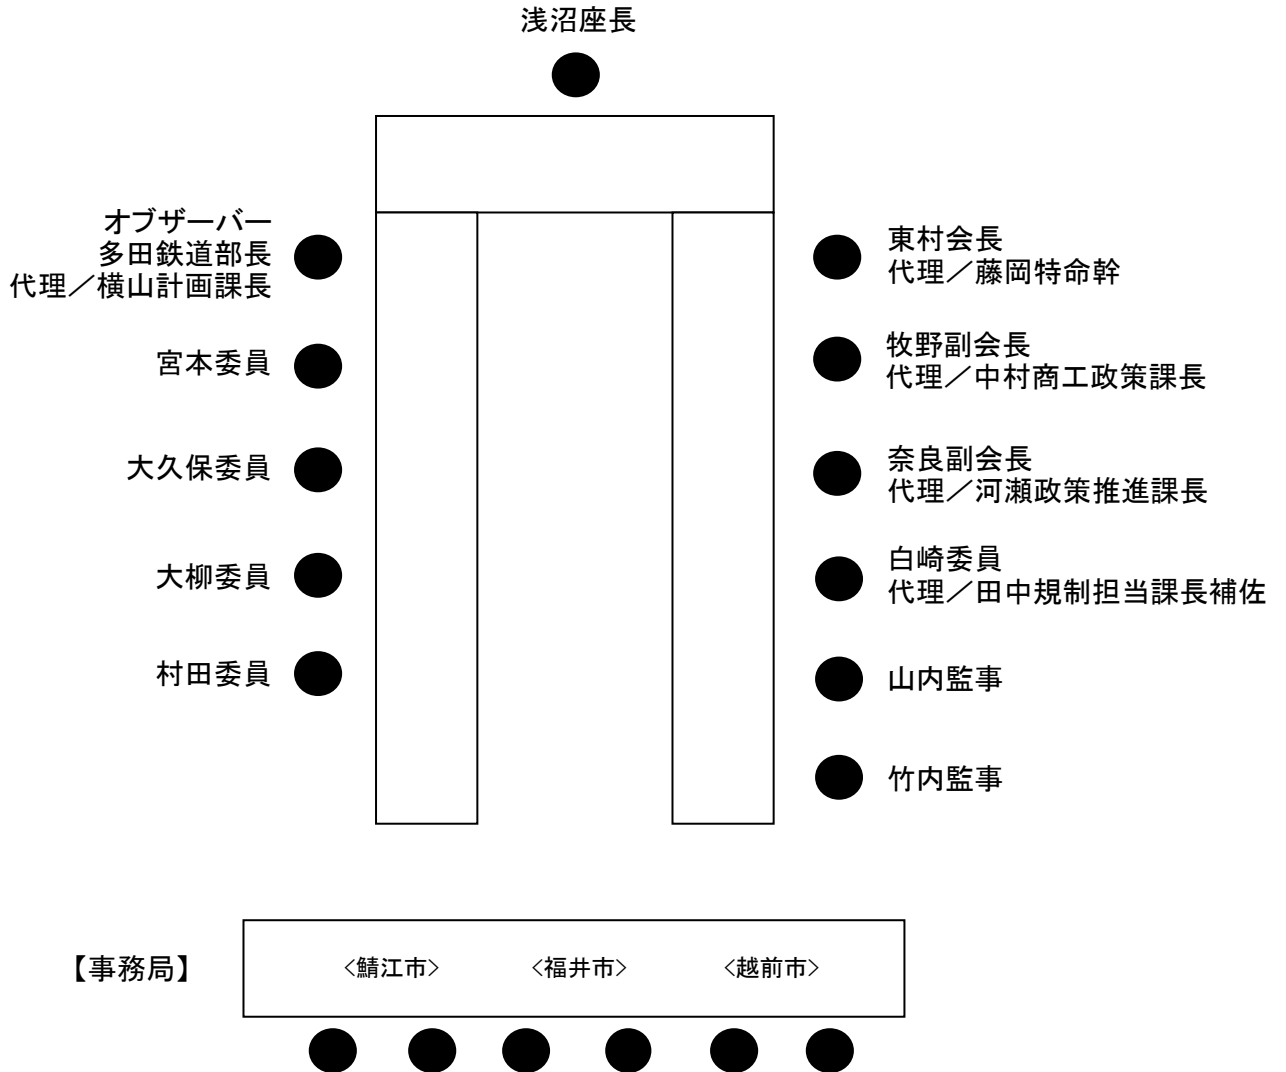 浅沼座長
オブザーバー
多田鉄道部長
代理／横山計画課長
宮本委員
大久保委員
大柳委員
村田委員
東村会長
代理／藤岡特命幹
牧野副会長
代理／中村商工政策課長
奈良副会長
代理／河瀬政策推進課長
白崎委員
代理／田中規制担当課長補佐
山内監事
竹内監事
【事務局】
<鯖江市>
<福井市>
<越前市>